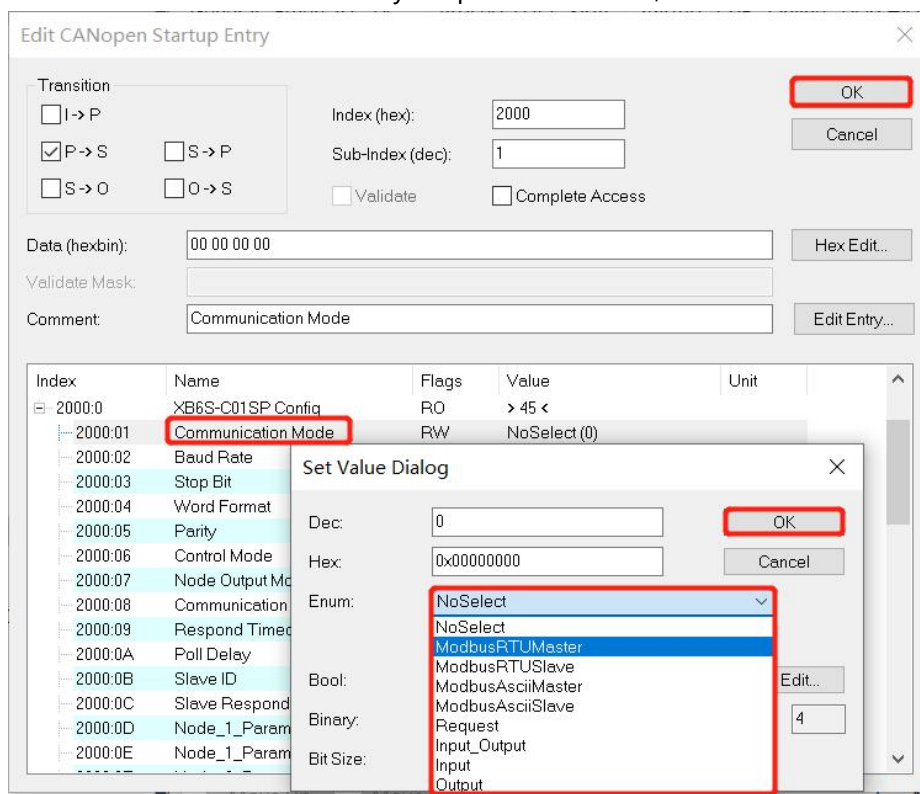 Edit CANopen Startup Entry
Transition
I -> P
P -> S
S -> P
S -> O
O -> S
Index (hex): 2000
Sub-Index (dec): 1
Validate
Complete Access
OK
Cancel
Data (hexbin): 00 00 00 00
Hex Edit...
Validate Mask:
Comment: Communication Mode
Edit Entry...
Index Name Flags Value Unit
2000:0 XB6S-C01SP Config RO > 45 <
2000:01 Communication Mode RW NoSelect (0)
2000:02 Baud Rate
2000:03 Stop Bit
2000:04 Word Format
2000:05 Parity
2000:06 Control Mode
2000:07 Node Output Mo
2000:08 Communication
2000:09 Respond Timeo
2000:0A Poll Delay
2000:0B Slave ID
2000:0C Slave Respond
2000:0D Node_1_Param
2000:0E Node_1_Param
Set Value Dialog
Dec: 0
OK
Hex: 0x00000000
Cancel
Enum: NoSelect
NoSelect
ModbusRTUMaster
ModbusRTUSlave
ModbusAsciiMaster
ModbusAsciiSlave
Request
Input_Output
Input
Output
Bool:
Edit...
Binary:
4
Bit Size: